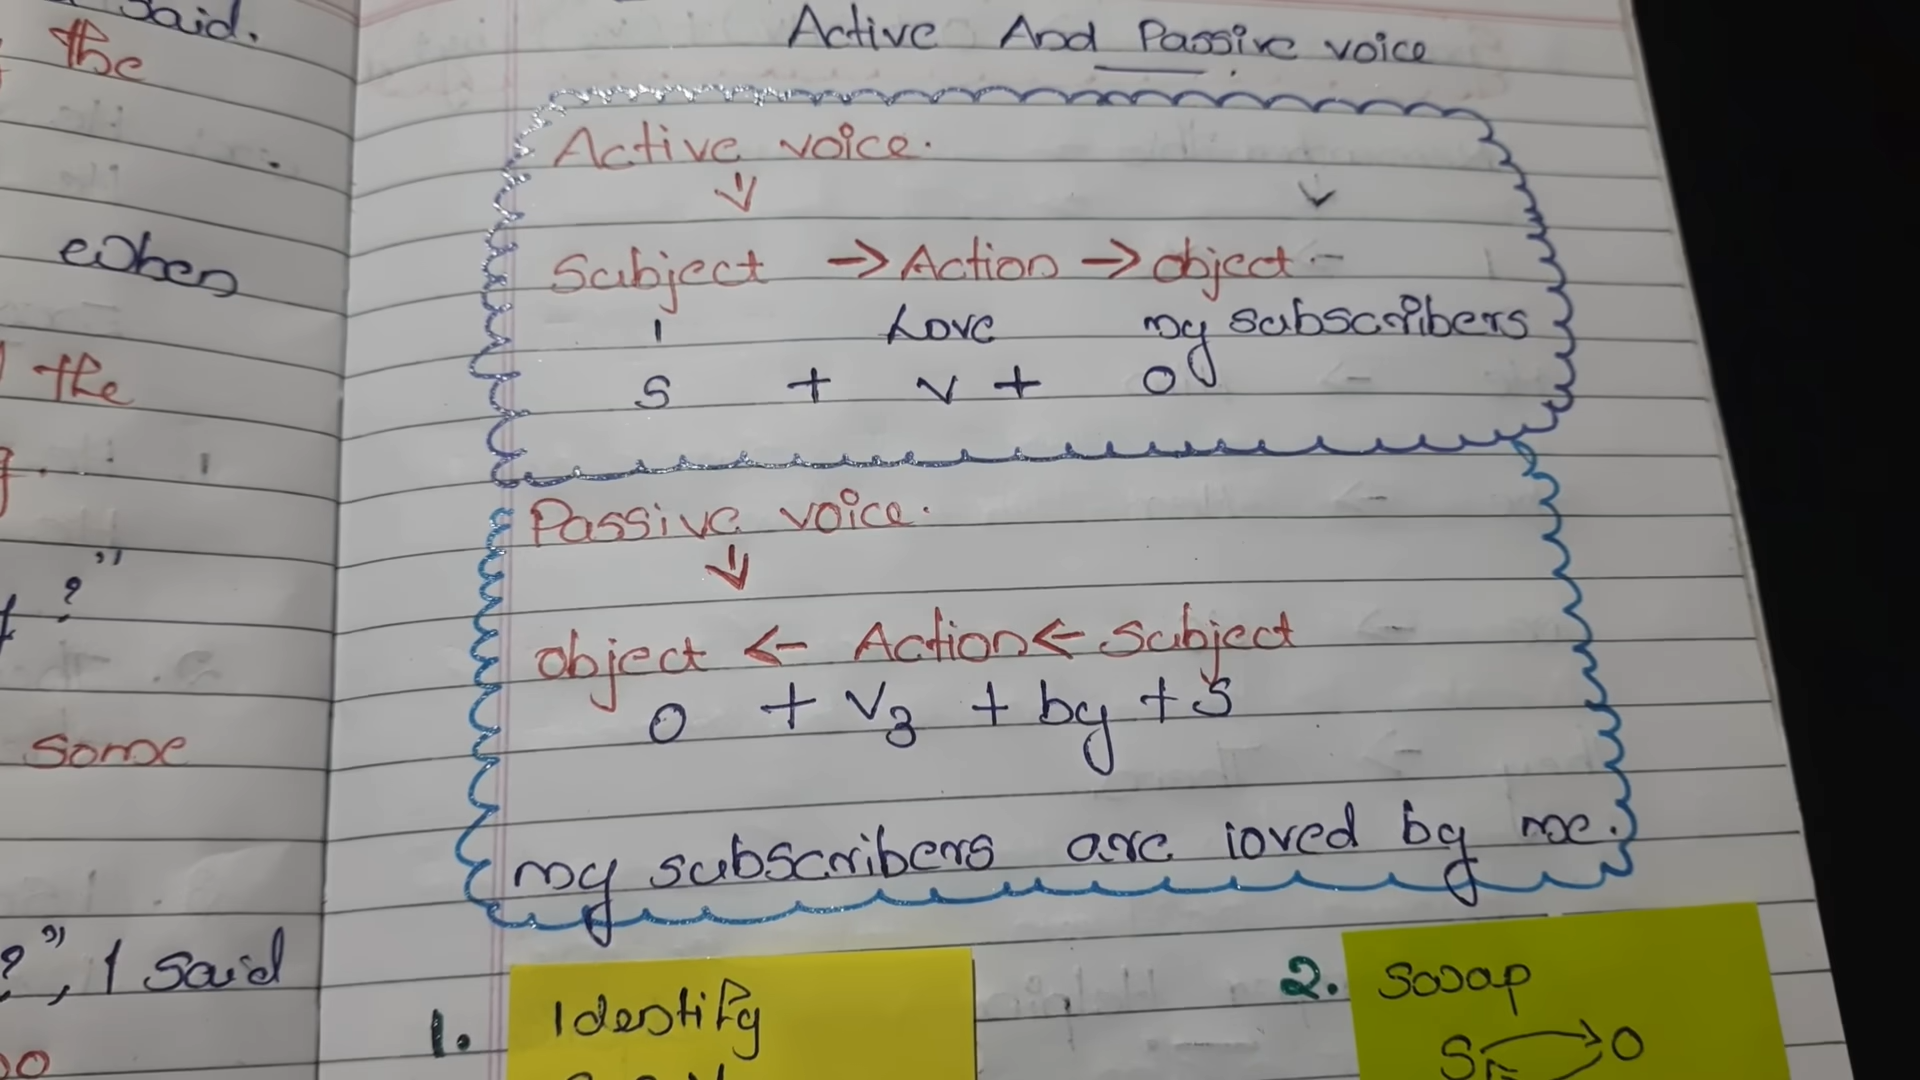 said.
the
when
the
?"
some
?", I said
Active And Passive voice
Active voice.
Subject → Action → object
I Love my subscribers
S + V + O
Passive voice.
object ← Action ← Subject
O + V3 + by + S
my subscribers are loved by me.
1. Identify
2. Swap
S O